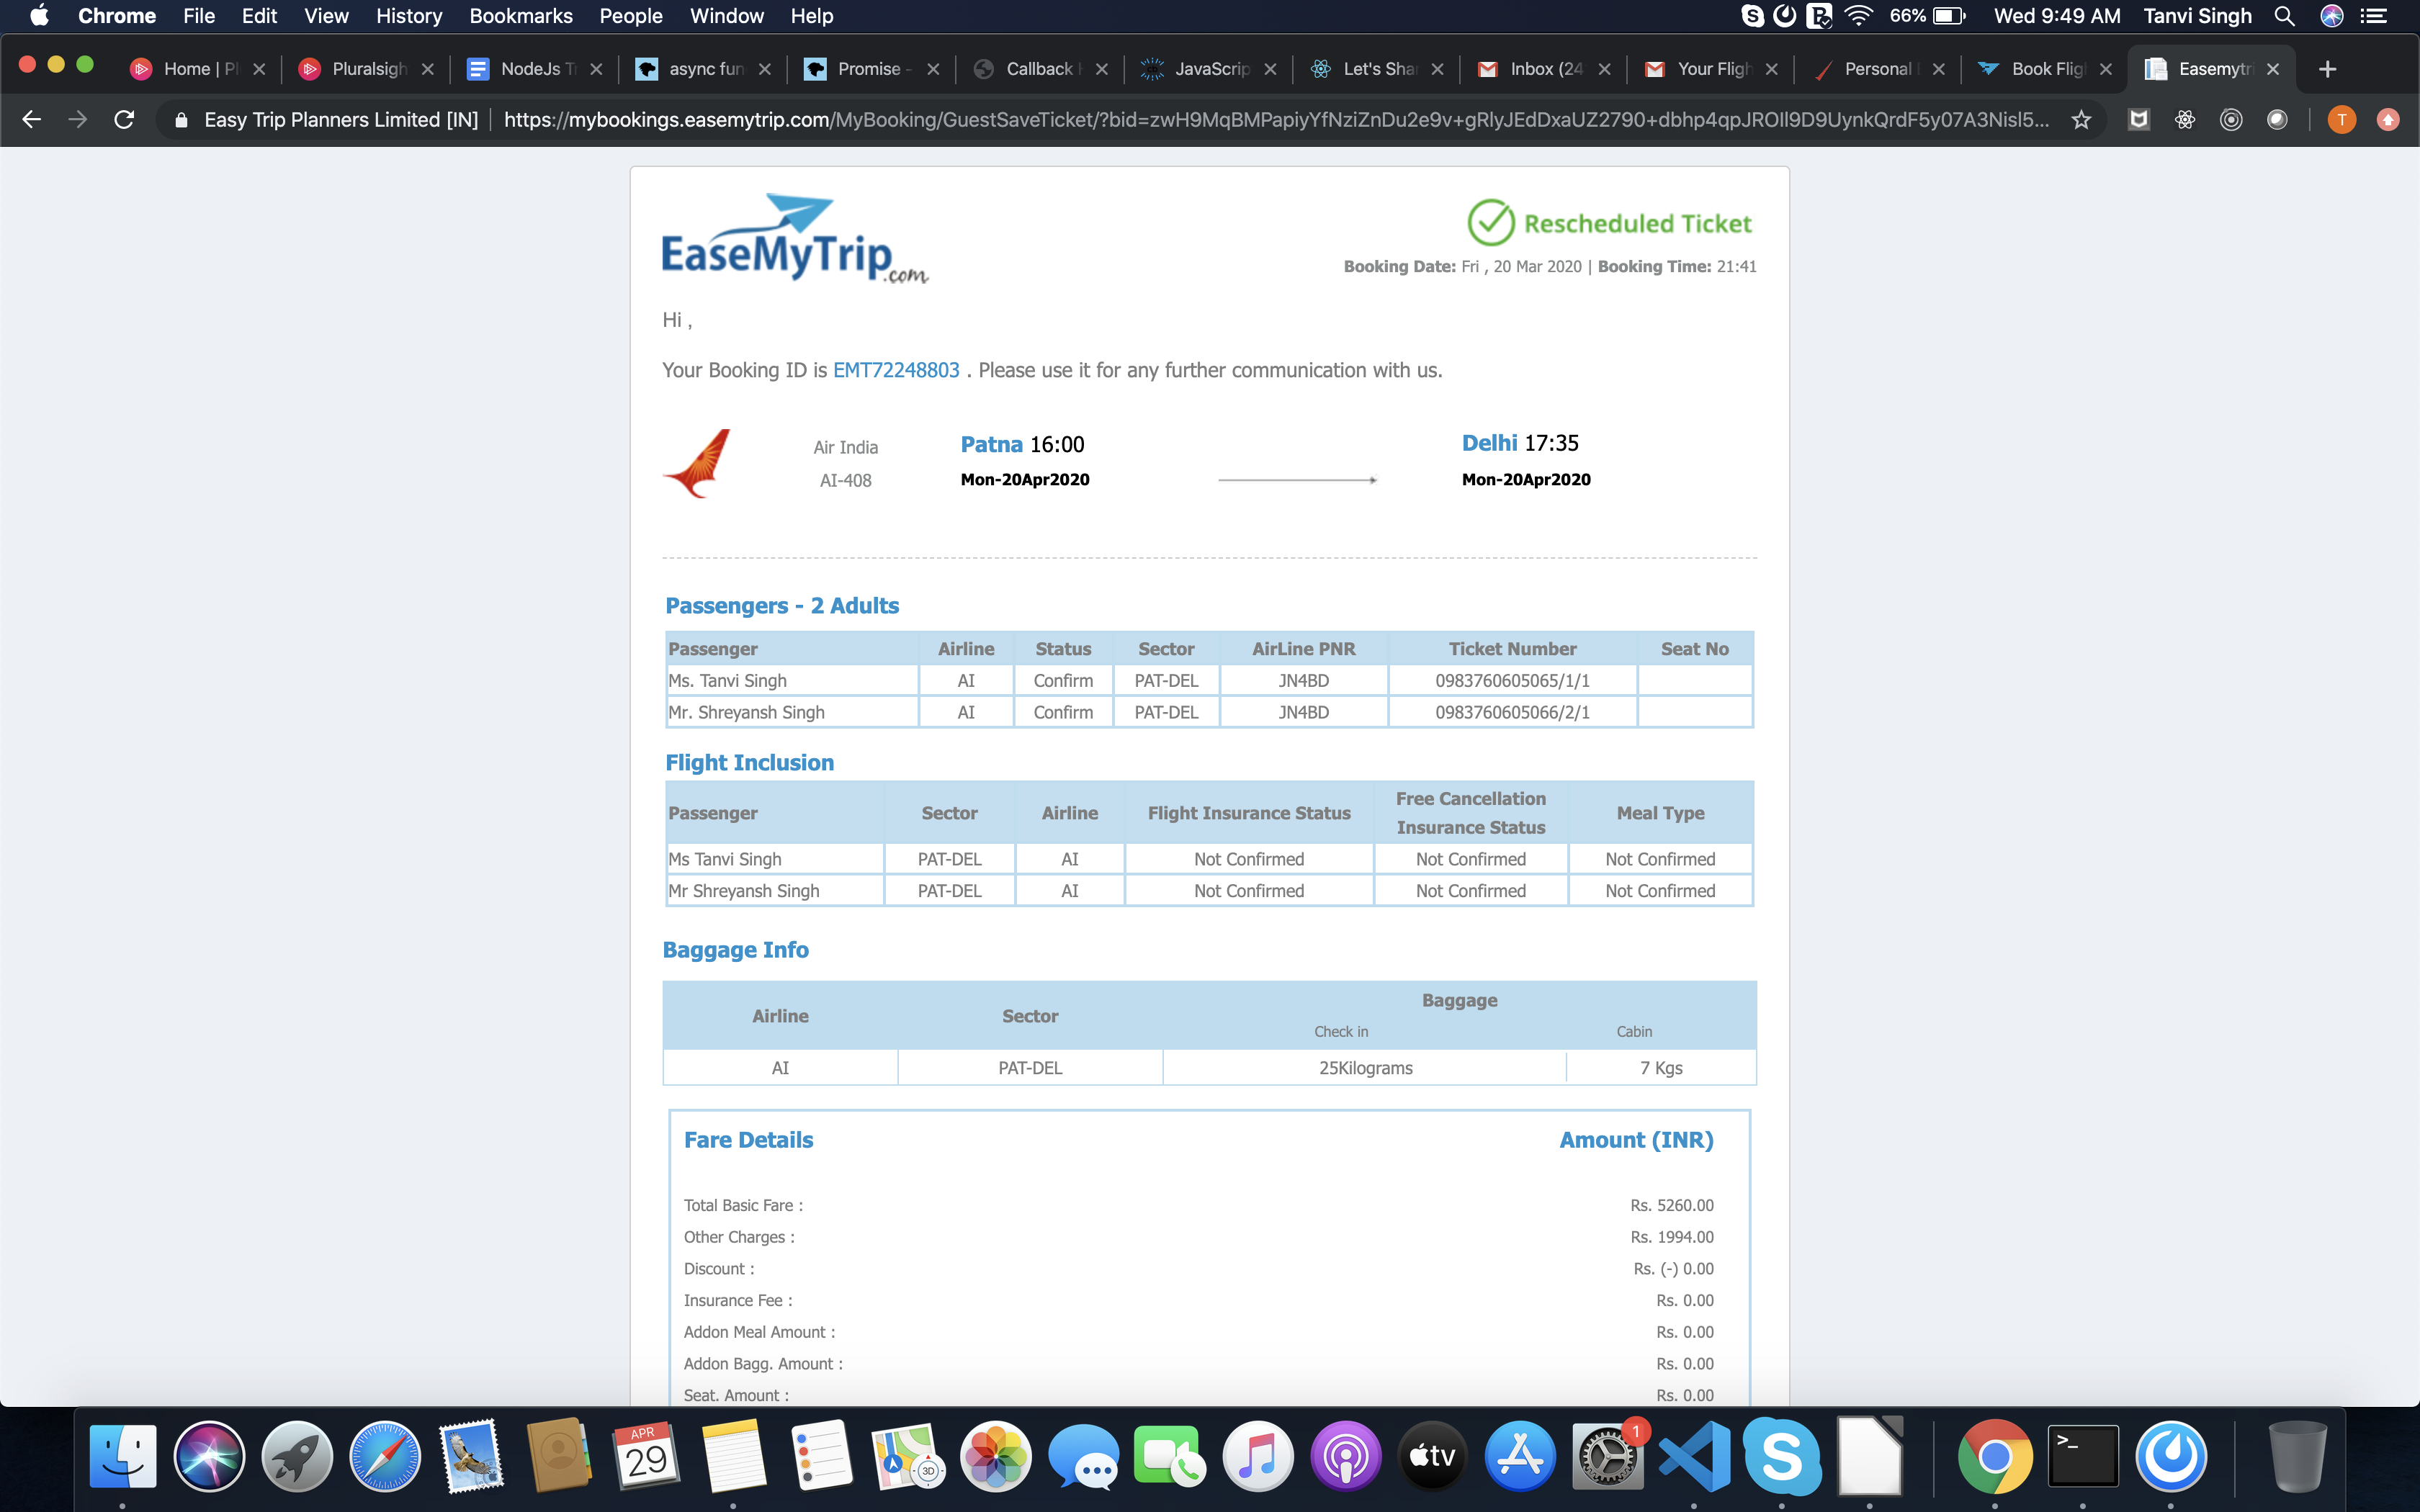 Chrome File Edit View History Bookmarks People Window Help 66% Wed 9:49 AM Tanvi Singh
Home | Pl Pluralsigh NodeJs Tr async fun Promise - Callback JavaScrip Let's Shar Inbox (24 Your Fligh Personal Book Flig Easemytr
Easy Trip Planners Limited [IN] https://mybookings.easemytrip.com/MyBooking/GuestSaveTicket/?bid=zwH9MqBMPapiyYfNziZnDu2e9v+gRlyJEdDxaUZ2790+dbhp4qpJROIl9D9UynkQrdF5y07A3Nisl5... T
EaseMyTrip.com
Rescheduled Ticket
Booking Date: Fri , 20 Mar 2020 | Booking Time: 21:41
Hi ,
Your Booking ID is EMT72248803 . Please use it for any further communication with us.
Air India Patna 16:00 Delhi 17:35
AI-408 Mon-20Apr2020 Mon-20Apr2020
Passengers - 2 Adults
Passenger Airline Status Sector AirLine PNR Ticket Number Seat No
Ms. Tanvi Singh AI Confirm PAT-DEL JN4BD 0983760605065/1/1
Mr. Shreyansh Singh AI Confirm PAT-DEL JN4BD 0983760605066/2/1
Flight Inclusion
Passenger Sector Airline Flight Insurance Status Free Cancellation Insurance Status Meal Type
Ms Tanvi Singh PAT-DEL AI Not Confirmed Not Confirmed Not Confirmed
Mr Shreyansh Singh PAT-DEL AI Not Confirmed Not Confirmed Not Confirmed
Baggage Info
Airline Sector Baggage
Check in Cabin
AI PAT-DEL 25Kilograms 7 Kgs
Fare Details Amount (INR)
Total Basic Fare : Rs. 5260.00
Other Charges : Rs. 1994.00
Discount : Rs. (-) 0.00
Insurance Fee : Rs. 0.00
Addon Meal Amount : Rs. 0.00
Addon Bagg. Amount : Rs. 0.00
Seat. Amount : Rs. 0.00
APR
29
3D
tv
1
S
>_